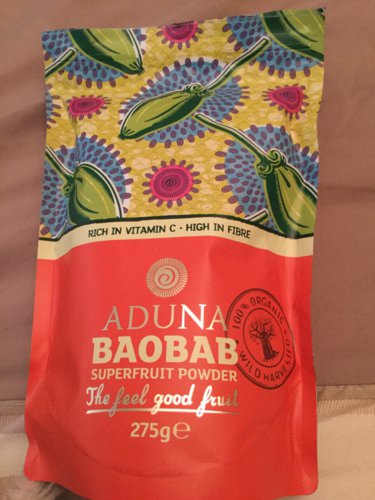 RICH IN VITAMIN C · HIGH IN FIBRE
ADUNA
100% ORGANIC
BAOBAB
WILD HARVESTED
SUPERFRUIT POWDER
The feel good fruit
275g e